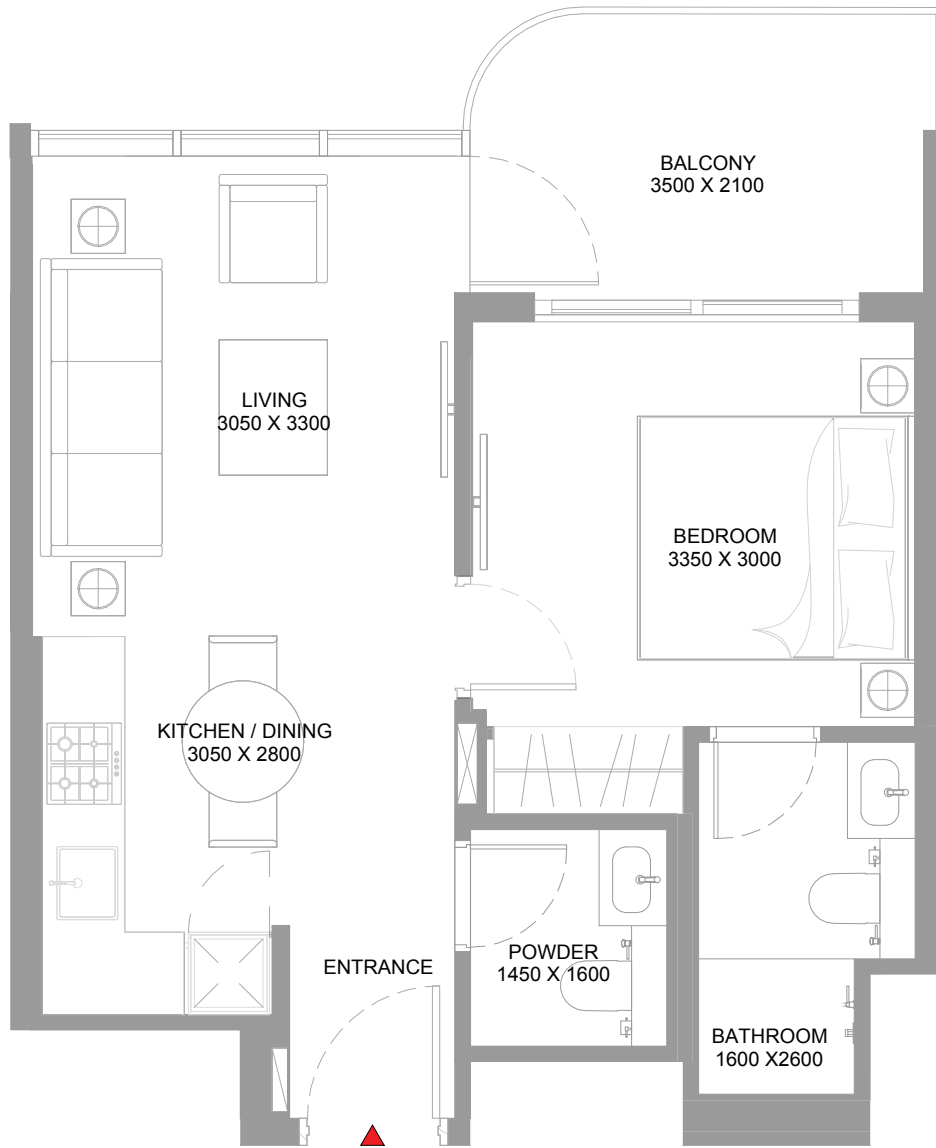 BALCONY
3500 X 2100
LIVING
3050 X 3300
BEDROOM
3350 X 3000
KITCHEN / DINING
3050 X 2800
POWDER
1450 X 1600
ENTRANCE
BATHROOM
1600 X2600